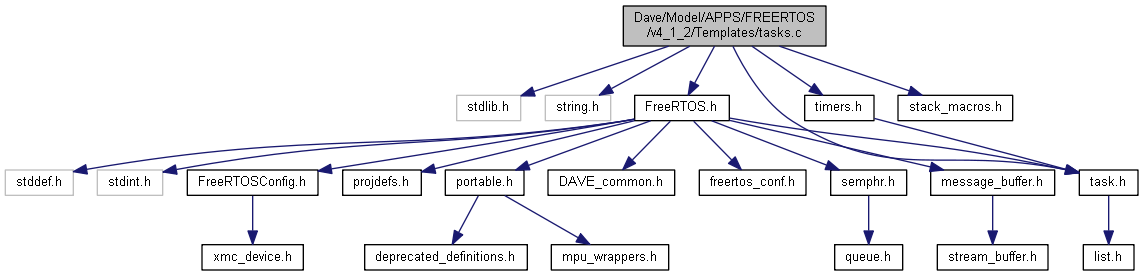 Dave/Model/APPS/FREERTOS
/v4_1_2/Templates/tasks.c
stdlib.h
string.h
FreeRTOS.h
timers.h
stack_macros.h
stddef.h
stdint.h
FreeRTOSConfig.h
projdefs.h
portable.h
DAVE_common.h
freertos_conf.h
semphr.h
message_buffer.h
task.h
xmc_device.h
deprecated_definitions.h
mpu_wrappers.h
queue.h
stream_buffer.h
list.h